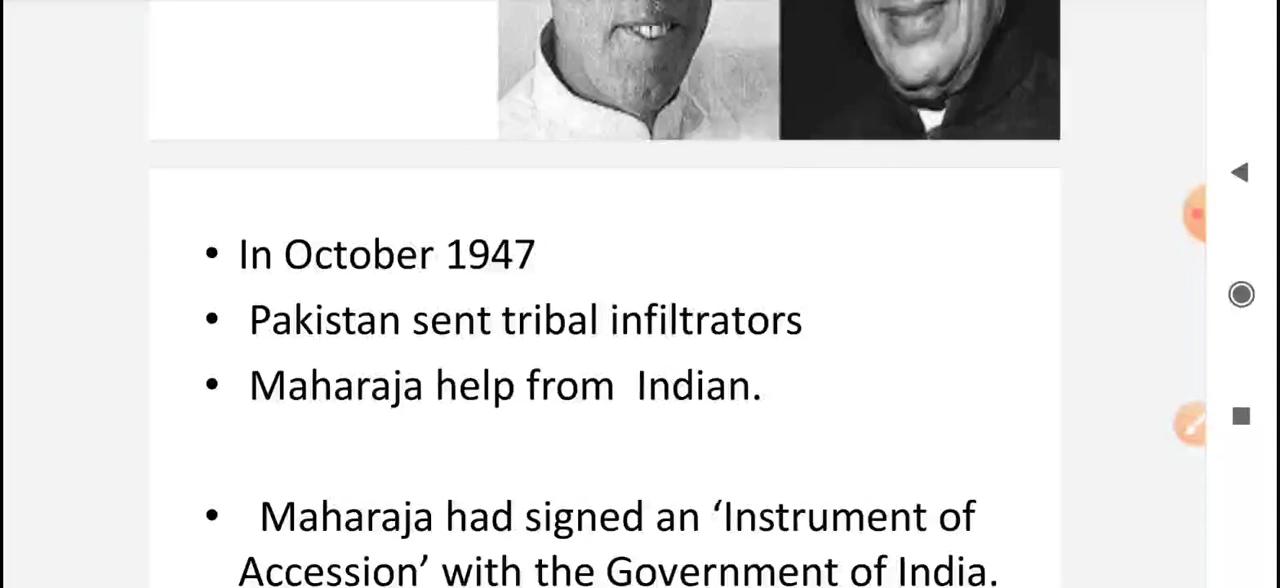 • In October 1947
• Pakistan sent tribal infiltrators
• Maharaja help from Indian.
• Maharaja had signed an ‘Instrument of
Accession’ with the Government of India.